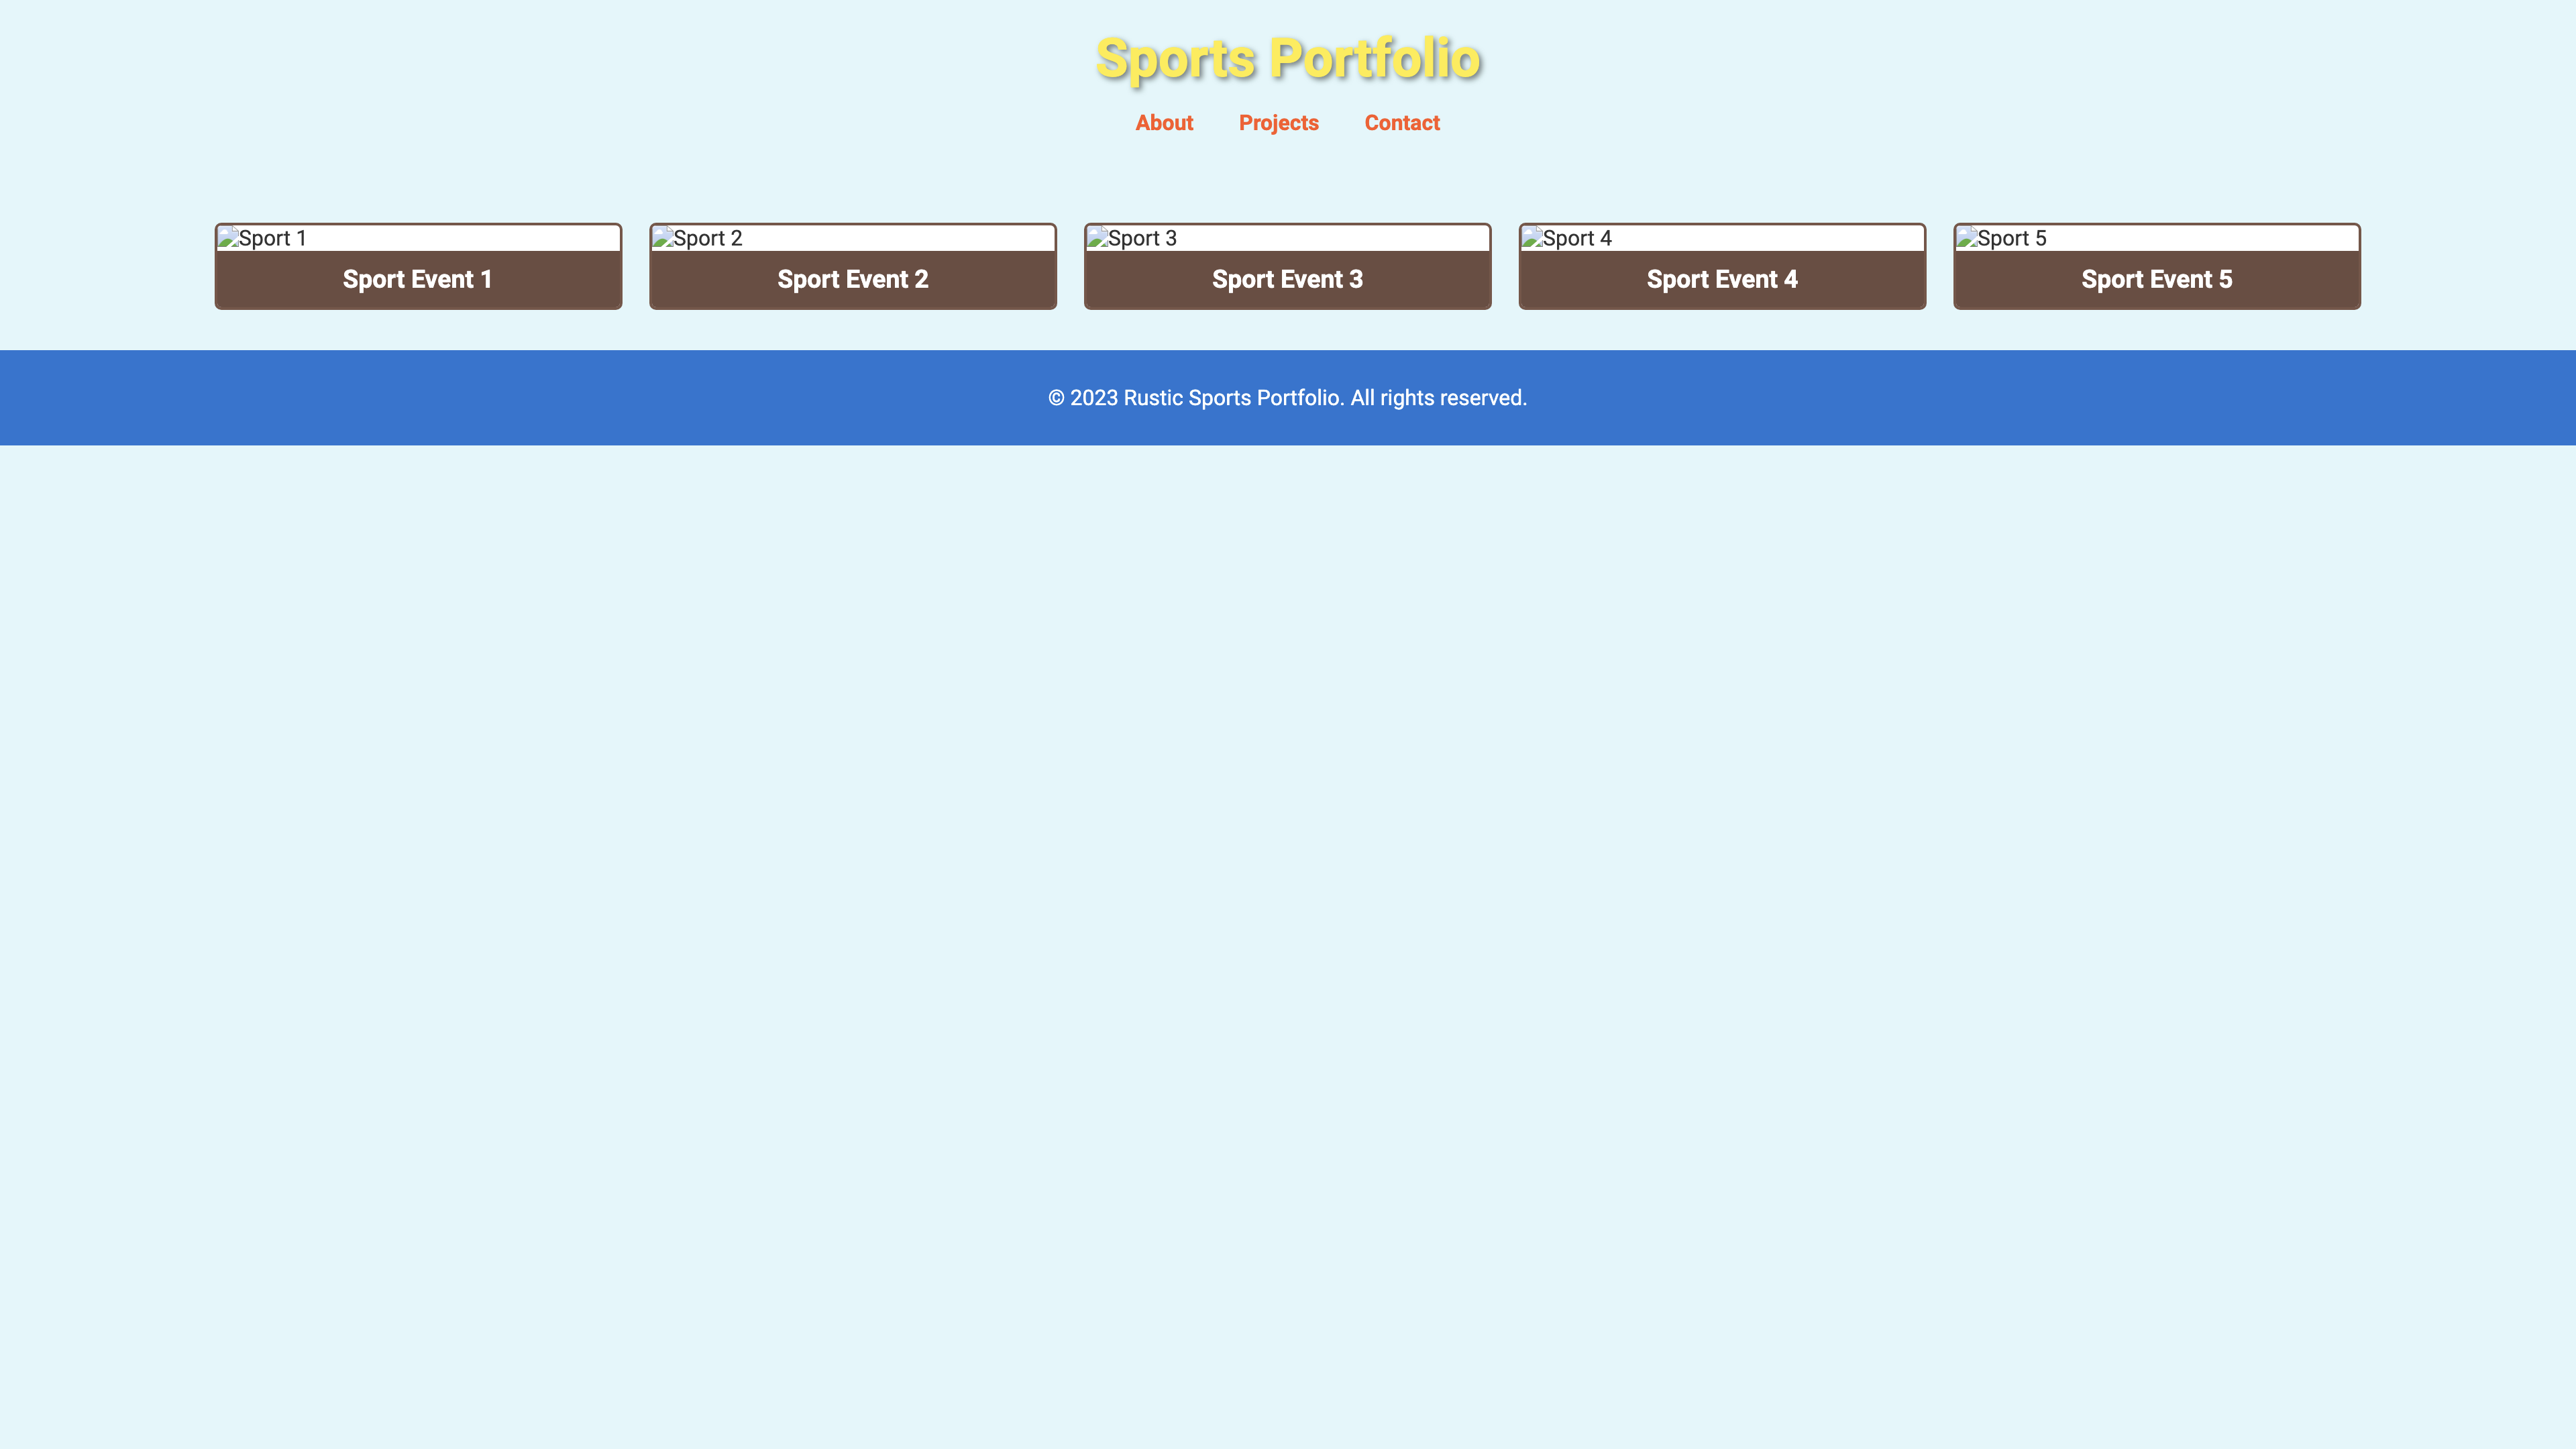 Sports Portfolio
About Projects Contact
Sport 1 Sport 2 Sport 3 Sport 4 Sport 5
Sport Event 1 Sport Event 2 Sport Event 3 Sport Event 4 Sport Event 5
© 2023 Rustic Sports Portfolio. All rights reserved.